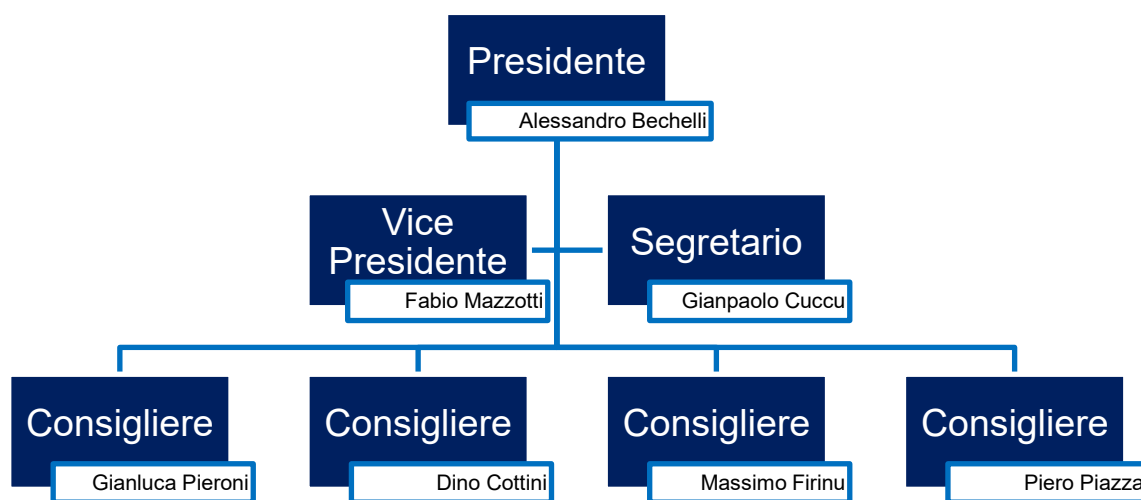 Presidente
Alessandro Bechelli
Vice
Presidente
Fabio Mazzotti
Segretario
Gianpaolo Cuccu
Consigliere
Gianluca Pieroni
Consigliere
Dino Cottini
Consigliere
Massimo Firinu
Consigliere
Piero Piazza